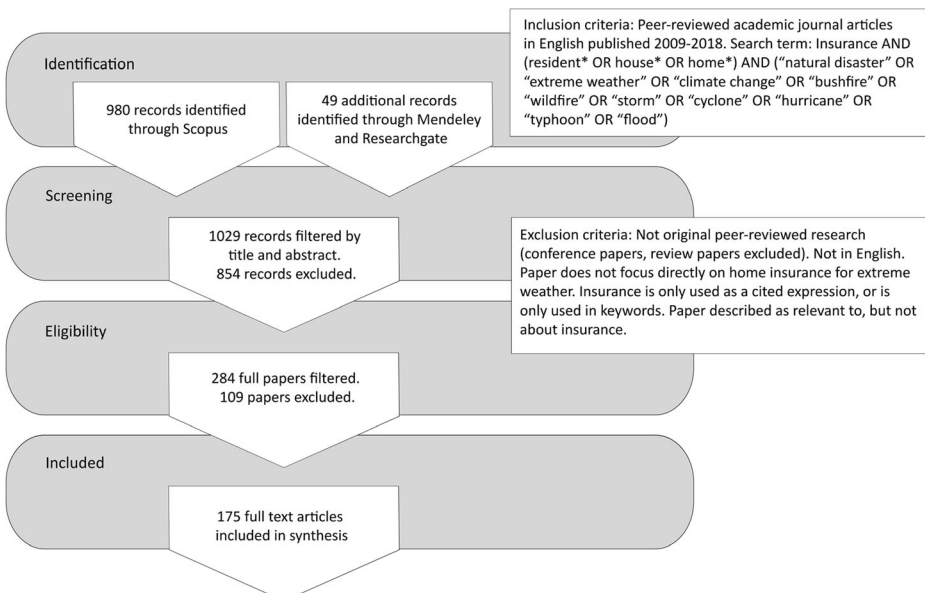 Identification
980 records identified
through Scopus
49 additional records
identified through Mendeley
and Researchgate
Inclusion criteria: Peer-reviewed academic journal articles
in English published 2009-2018. Search term: Insurance AND
(resident* OR house* OR home*) AND (“natural disaster” OR
“extreme weather” OR “climate change” OR “bushfire” OR
“wildfire” OR “storm” OR “cyclone” OR “hurricane” OR
“typhoon” OR “flood”)
Screening
1029 records filtered by
title and abstract.
854 records excluded.
Exclusion criteria: Not original peer-reviewed research
(conference papers, review papers excluded). Not in English.
Paper does not focus directly on home insurance for extreme
weather. Insurance is only used as a cited expression, or is
only used in keywords. Paper described as relevant to, but not
about insurance.
Eligibility
284 full papers filtered.
109 papers excluded.
Included
175 full text articles
included in synthesis